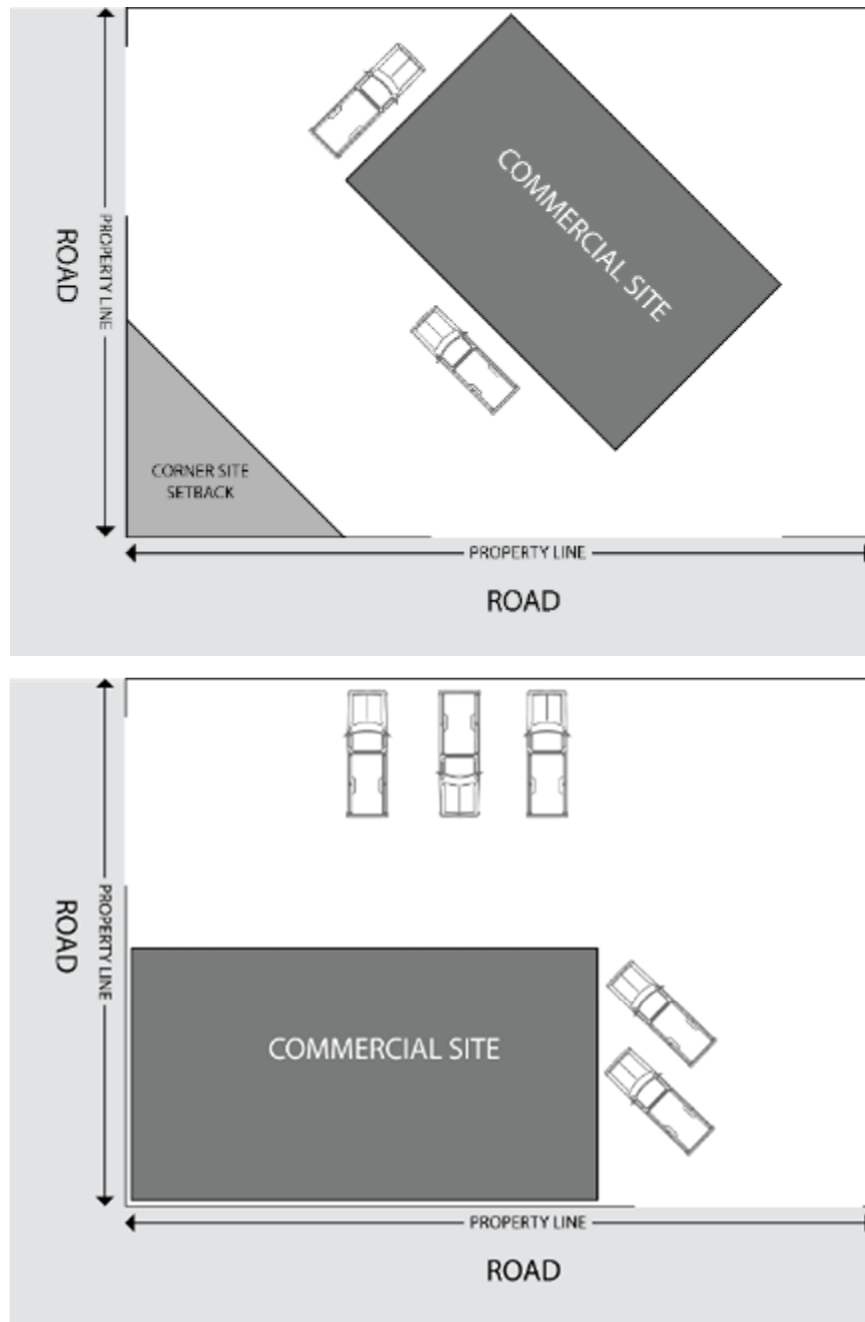 COMMERCIAL SITE
ROAD
PROPERTY LINE
CORNER SITE
SETBACK
PROPERTY LINE
ROAD
ROAD
PROPERTY LINE
COMMERCIAL SITE
PROPERTY LINE
ROAD